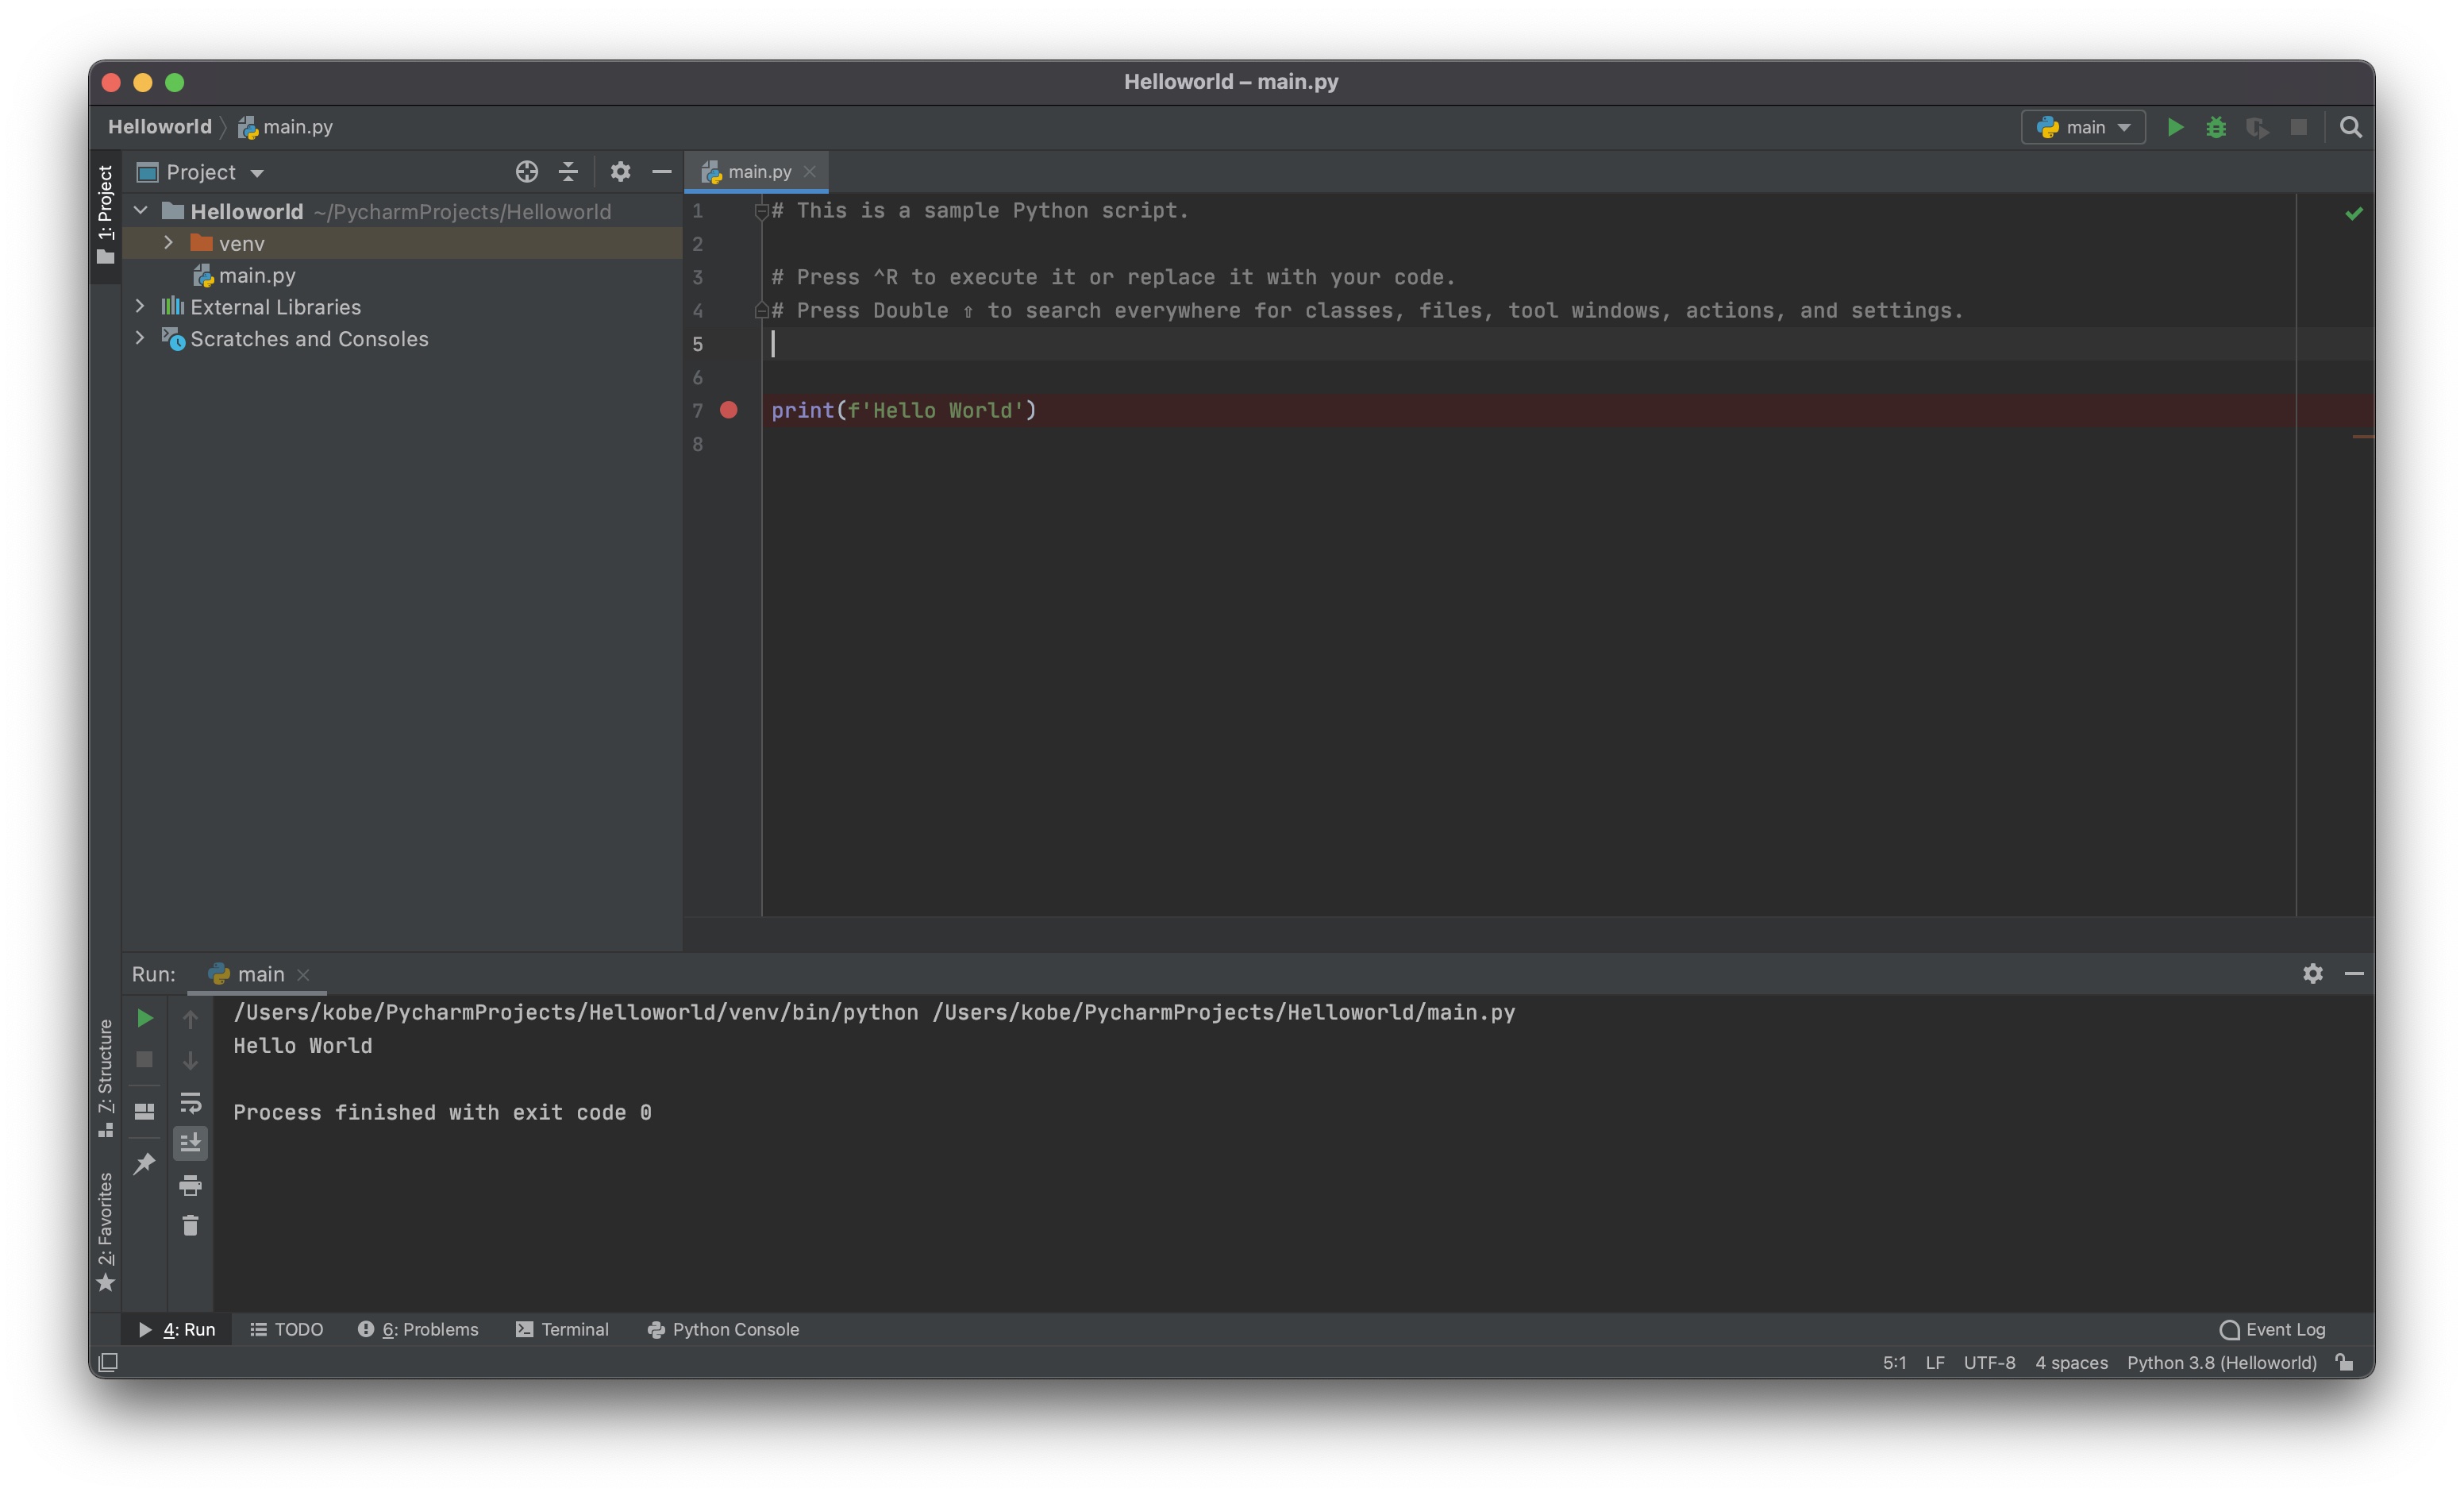 Helloworld – main.py
Helloworld main.py
main
1: Project
Project
main.py
Helloworld ~/PycharmProjects/Helloworld
venv
main.py
External Libraries
Scratches and Consoles
1 # This is a sample Python script.
2
3 # Press ^R to execute it or replace it with your code.
4 # Press Double ⇧ to search everywhere for classes, files, tool windows, actions, and settings.
5
6
7 print(f'Hello World')
8
Run: main
/Users/kobe/PycharmProjects/Helloworld/venv/bin/python /Users/kobe/PycharmProjects/Helloworld/main.py
Hello World
Process finished with exit code 0
7: Structure
2: Favorites
4: Run TODO 6: Problems Terminal Python Console Event Log
5:1 LF UTF-8 4 spaces Python 3.8 (Helloworld)